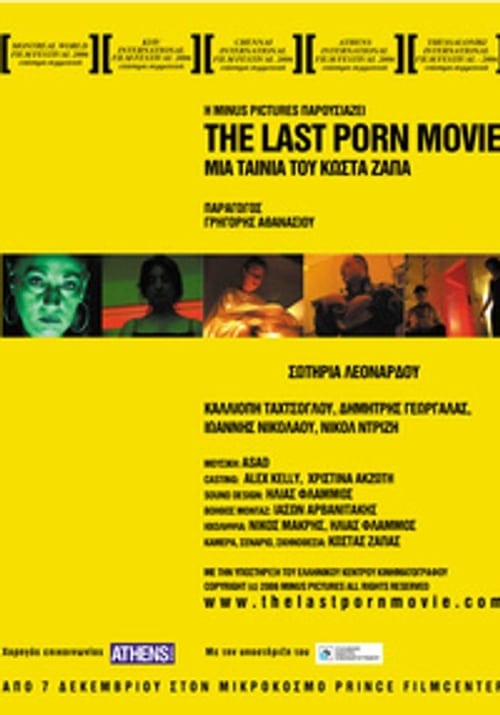 MONTREAL WORLD
FILM FESTIVAL 2006
KIEV
INTERNATIONAL
FILM FESTIVAL 2006
CHENNAI
INTERNATIONAL
FILM FESTIVAL 2006
ATHENS
INTERNATIONAL
FILM FESTIVAL 2006
THESSALONIKI
INTERNATIONAL
FILM FESTIVAL - 2006
Η MINUS PICTURES ΠΑΡΟΥΣΙΑΖΕΙ
THE LAST PORN MOVIE
ΜΙΑ ΤΑΙΝΙΑ ΤΟΥ ΚΩΣΤΑ ΖΑΠΑ
ΠΑΡΑΓΩΓΟΣ
ΓΡΗΓΟΡΗΣ ΑΘΑΝΑΣΙΟΥ
ΣΩΤΗΡΙΑ ΛΕΟΝΑΡΔΟΥ
ΚΑΛΛΙΟΠΗ ΤΑΧΤΣΟΓΛΟΥ, ΔΗΜΗΤΡΗΣ ΓΕΩΡΓΑΛΑΣ,
ΙΩΑΝΝΗΣ ΝΙΚΟΛΑΟΥ, ΝΙΚΟΛ ΝΤΡΙΖΗ
ΜΟΥΣΙΚΗ: ASAD
CASTING: ALEX KELLY, ΧΡΙΣΤΙΝΑ ΑΚΖΟΤΗ
SOUND DESIGN: ΗΛΙΑΣ ΦΛΑΜΜΟΣ
ΒΟΗΘΟΣ ΜΟΝΤΑΖ: ΙΑΣΩΝ ΑΡΒΑΝΙΤΑΚΗΣ
ΗΧΟΛΗΨΙΑ: ΝΙΚΟΣ ΜΑΚΡΗΣ, ΗΛΙΑΣ ΦΛΑΜΜΟΣ
ΚΑΜΕΡΑ, ΣΕΝΑΡΙΟ, ΣΚΗΝΟΘΕΣΙΑ: ΚΩΣΤΑΣ ΖΑΠΑΣ
ΜΕ ΤΗΝ ΥΠΟΣΤΗΡΙΞΗ ΤΟΥ ΕΛΛΗΝΙΚΟΥ ΚΕΝΤΡΟΥ ΚΙΝΗΜΑΤΟΓΡΑΦΟΥ
COPYRIGHT (c) 2006 MINUS PICTURES ALL RIGHTS RESERVED
www.thelastpornmovie.com
Χορηγός επικοινωνίας ATHENS
Με την υποστήριξη του
ΑΠΟ 7 ΔΕΚΕΜΒΡΙΟΥ ΣΤΟΝ ΜΙΚΡΟΚΟΣΜΟ PRINCE FILMCENTER